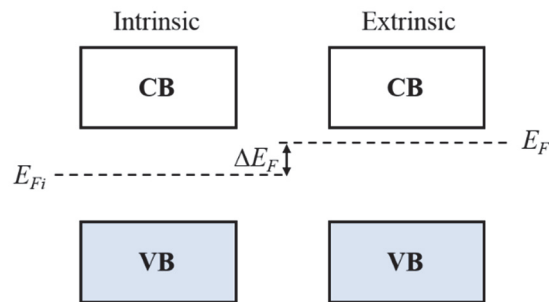 Intrinsic
Extrinsic
CB
CB
E_F
ΔE_F
E_Fi
VB
VB